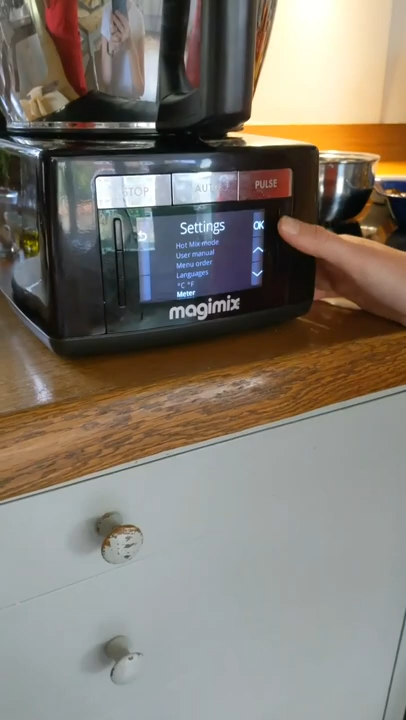 STOP
AUTO
PULSE
Settings
OK
Hot Mix mode
User manual
Menu order
Languages
°C °F
Meter
magimix